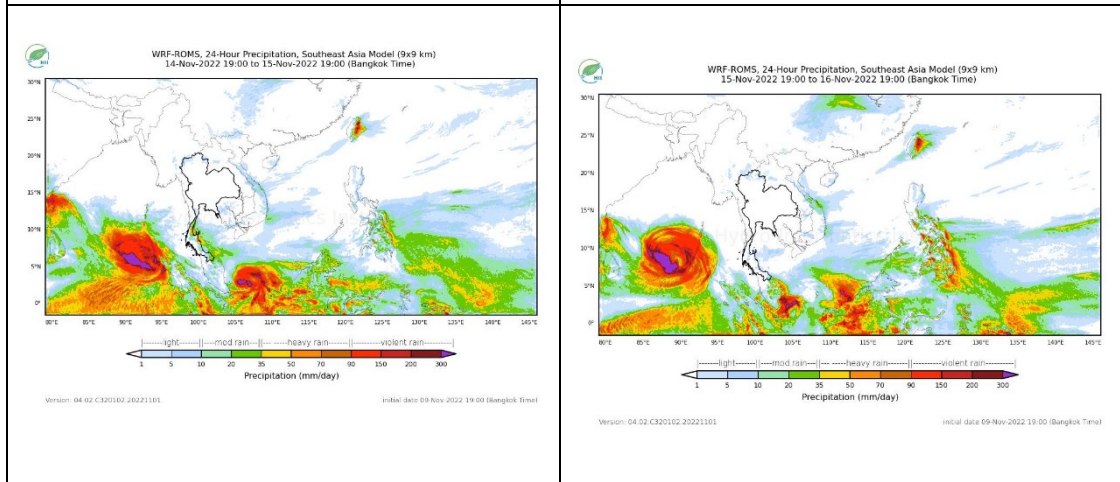 WRF-ROMS, 24-Hour Precipitation, Southeast Asia Model (9x9 km)
14-Nov-2022 19:00 to 15-Nov-2022 19:00 (Bangkok Time)
30°N
25°N
20°N
15°N
10°N
5°N
0°
80°E 85°E 90°E 95°E 100°E 105°E 110°E 115°E 120°E 125°E 130°E 135°E 140°E 145°E
|-------light-------||----mod rain---||--- ----heavy rain------||-----------violent rain----------|
1 5 10 20 35 50 70 90 150 200 300
Precipitation (mm/day)
Version: 04.02.C320102.20221101 initial date 09-Nov-2022 19:00 (Bangkok Time)
WRF-ROMS, 24-Hour Precipitation, Southeast Asia Model (9x9 km)
15-Nov-2022 19:00 to 16-Nov-2022 19:00 (Bangkok Time)
30°N
25°N
20°N
15°N
10°N
5°N
0°
80°E 85°E 90°E 95°E 100°E 105°E 110°E 115°E 120°E 125°E 130°E 135°E 140°E 145°E
|-------light-------||----mod rain---||--- ----heavy rain------||-----------violent rain----------|
1 5 10 20 35 50 70 90 150 200 300
Precipitation (mm/day)
Version: 04.02.C320102.20221101 initial date 09-Nov-2022 19:00 (Bangkok Time)